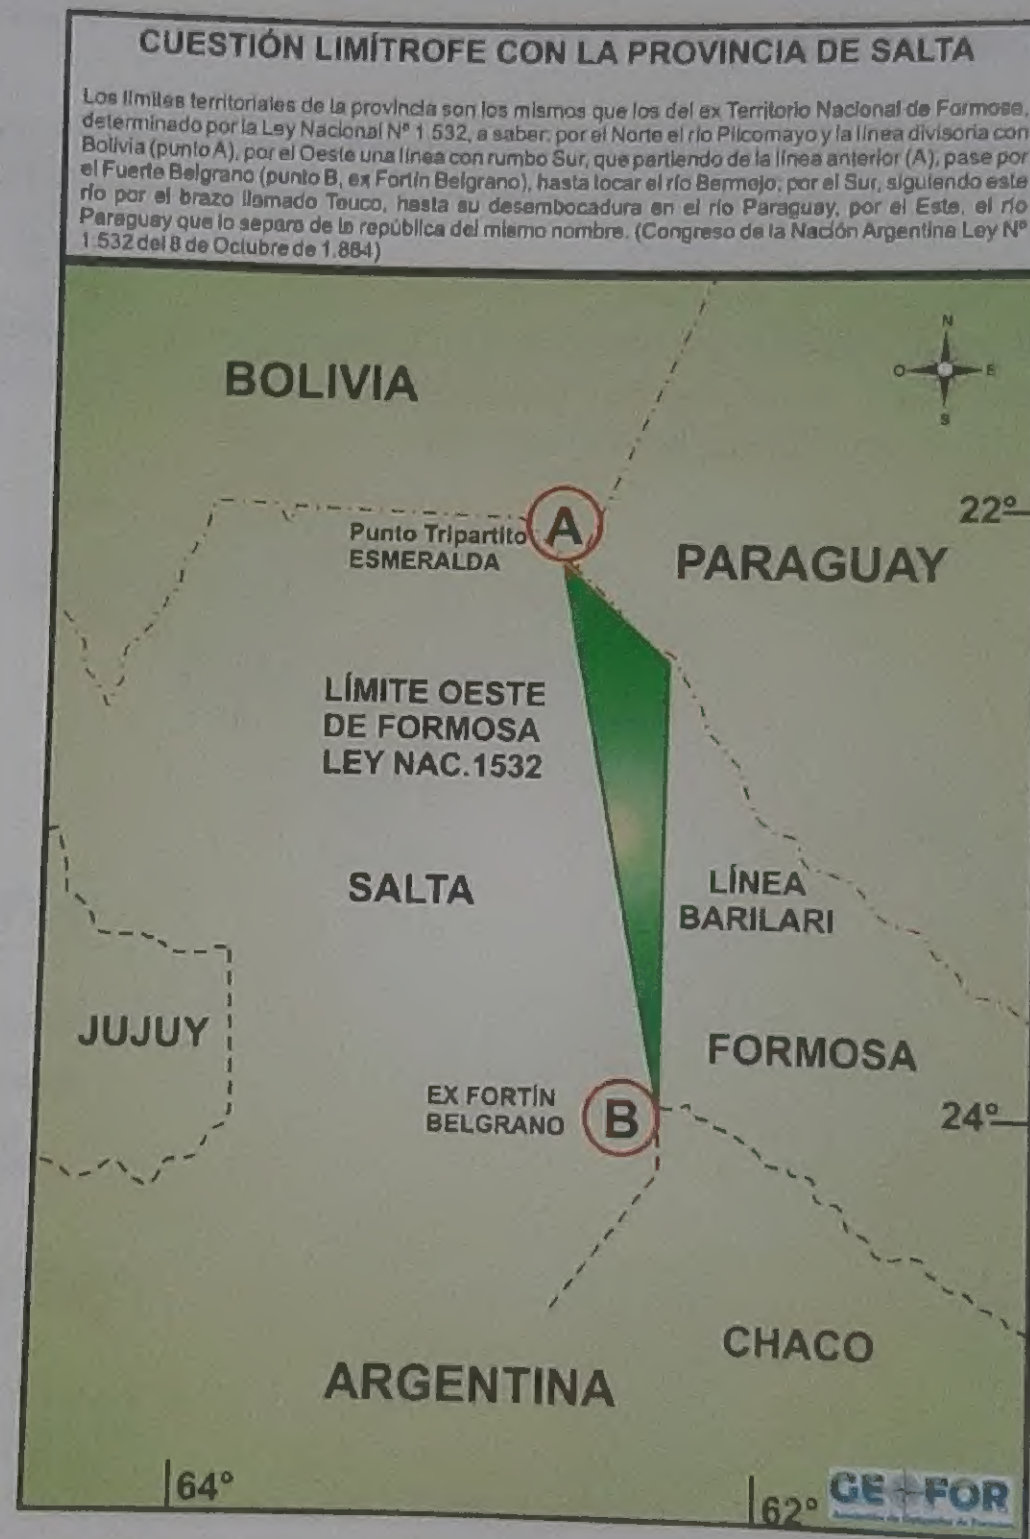 CUESTIÓN LIMÍTROFE CON LA PROVINCIA DE SALTA
Los límites territoriales de la provincia son los mismos que los del ex Territorio Nacional de Formosa,
determinado por la Ley Nacional Nº 1.532, a saber: por el Norte el río Pilcomayo y la línea divisoria con
Bolivia (punto A), por el Oeste una línea con rumbo Sur, que partiendo de la línea anterior (A), pase por
el Fuerte Belgrano (punto B, ex Fortín Belgrano), hasta tocar el río Bermejo; por el Sur, siguiendo este
río por el brazo llamado Teuco, hasta su desembocadura en el río Paraguay, por el Este, el río
Paraguay que lo separa de la república del mismo nombre. (Congreso de la Nación Argentina Ley Nº
1.532 del 8 de Octubre de 1.884)
N
O E
S
BOLIVIA
22º
A
Punto Tripartito
ESMERALDA
PARAGUAY
LÍMITE OESTE
DE FORMOSA
LEY NAC.1532
SALTA
LÍNEA
BARILARI
JUJUY
FORMOSA
EX FORTÍN
BELGRANO
B
24º
CHACO
ARGENTINA
64º
62º
GEFOR